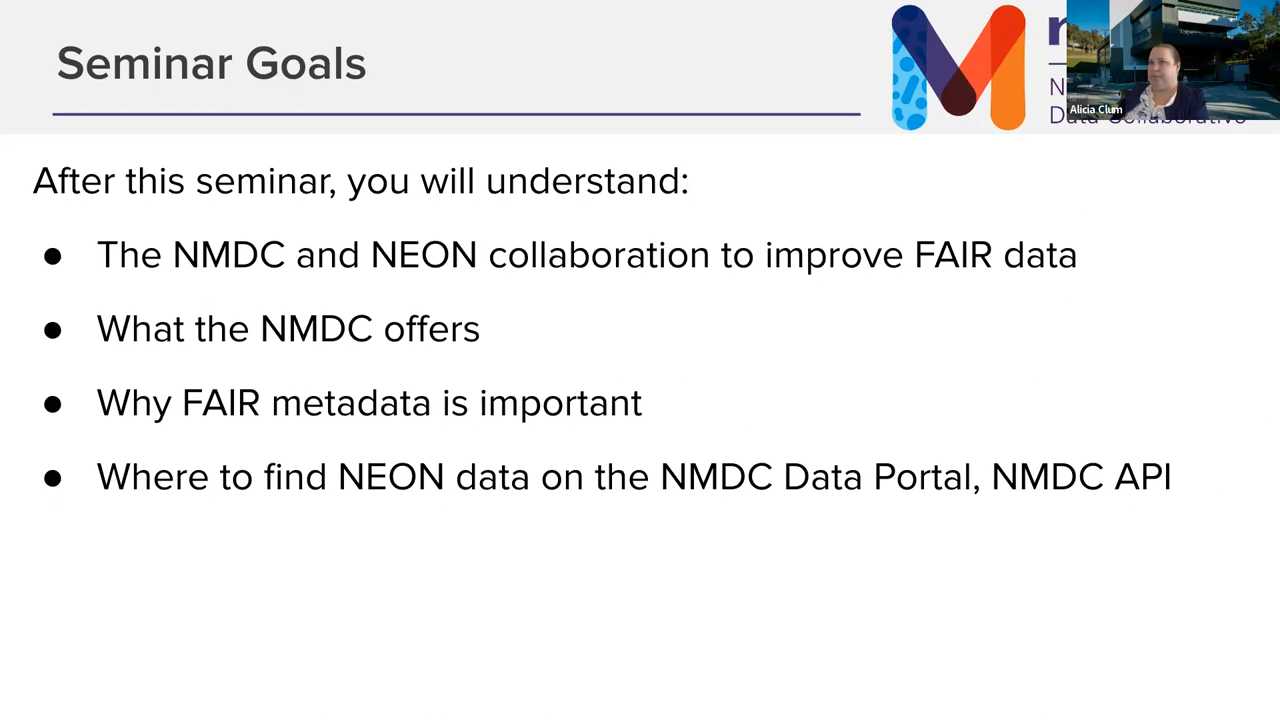 Seminar Goals
Alicia Clum
After this seminar, you will understand:
● The NMDC and NEON collaboration to improve FAIR data
● What the NMDC offers
● Why FAIR metadata is important
● Where to find NEON data on the NMDC Data Portal, NMDC API